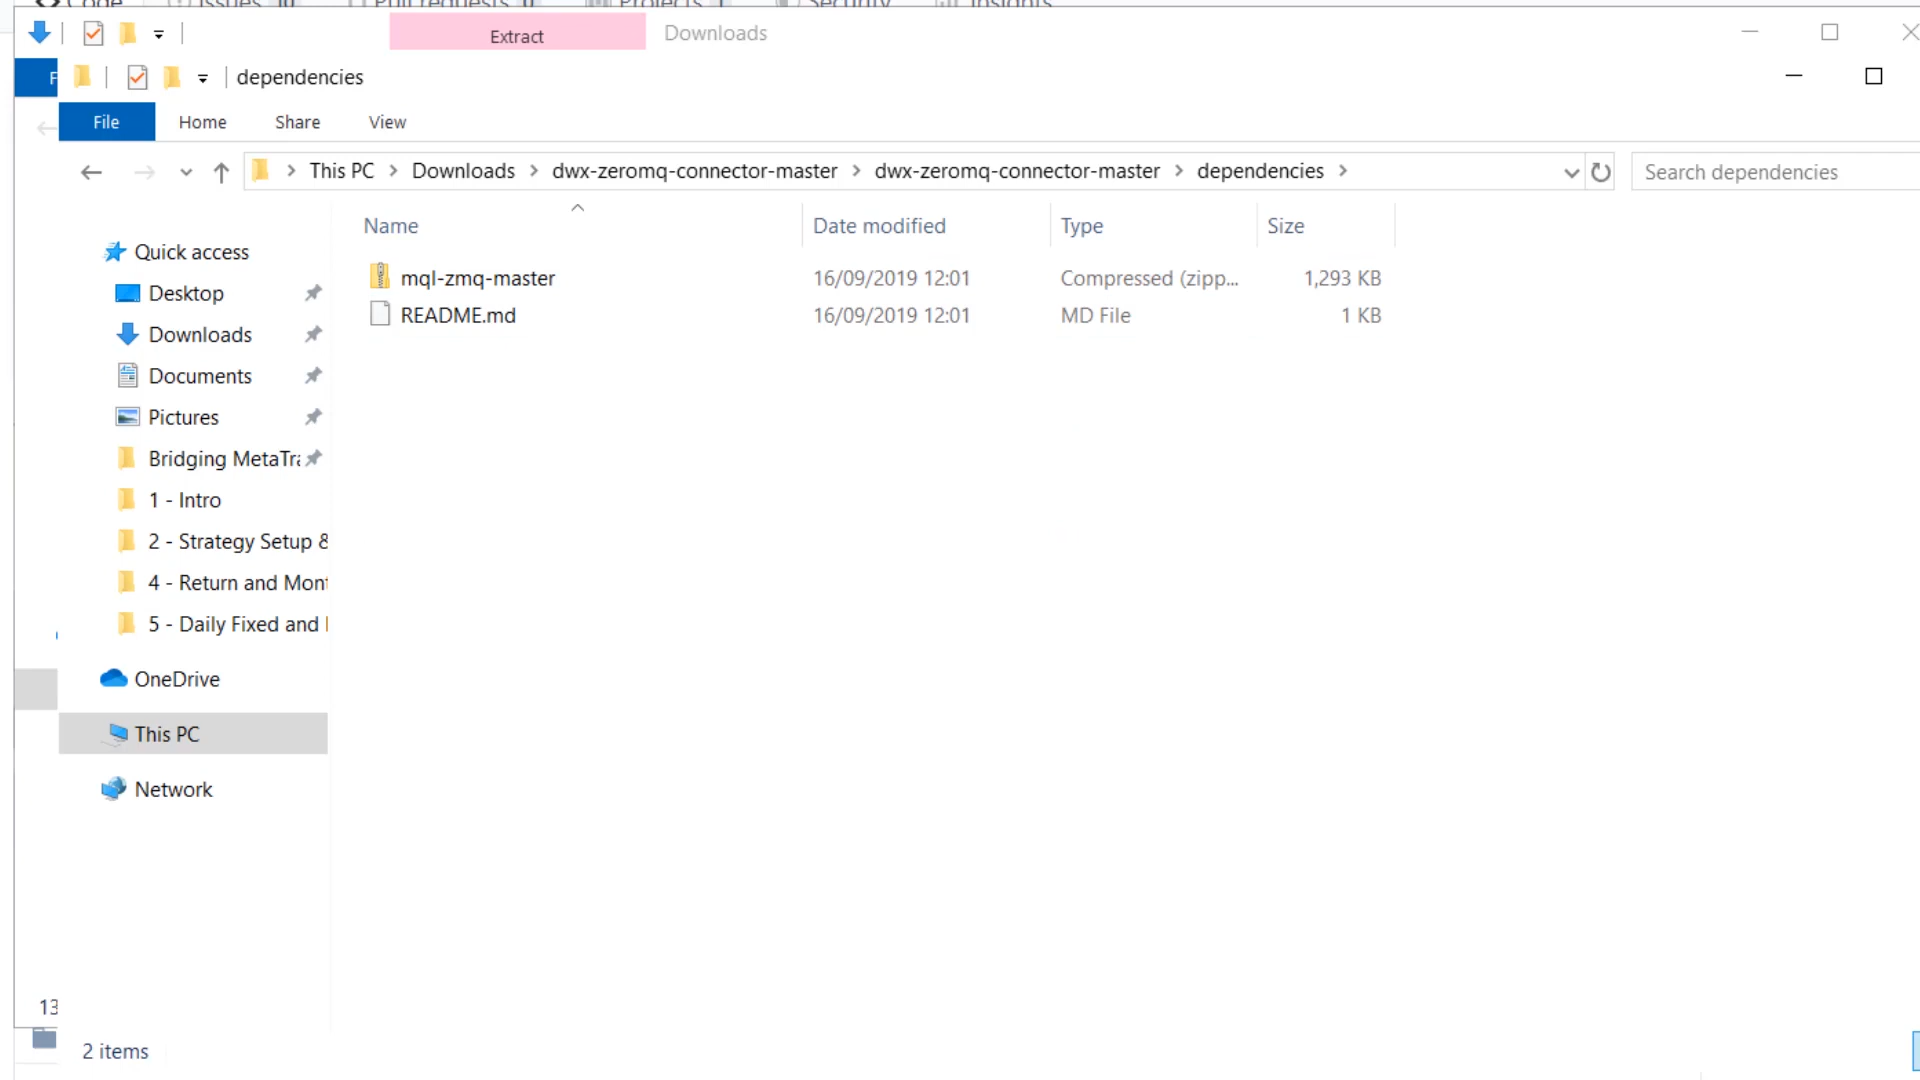 Extract
Downloads
dependencies
File
Home
Share
View
This PC
Downloads
dwx-zeromq-connector-master
dwx-zeromq-connector-master
dependencies
Search dependencies
Name
Date modified
Type
Size
mql-zmq-master
16/09/2019 12:01
Compressed (zipp...
1,293 KB
README.md
16/09/2019 12:01
MD File
1 KB
Quick access
Desktop
Downloads
Documents
Pictures
Bridging MetaTra
1 - Intro
2 - Strategy Setup &
4 - Return and Mont
5 - Daily Fixed and
OneDrive
This PC
Network
13
2 items